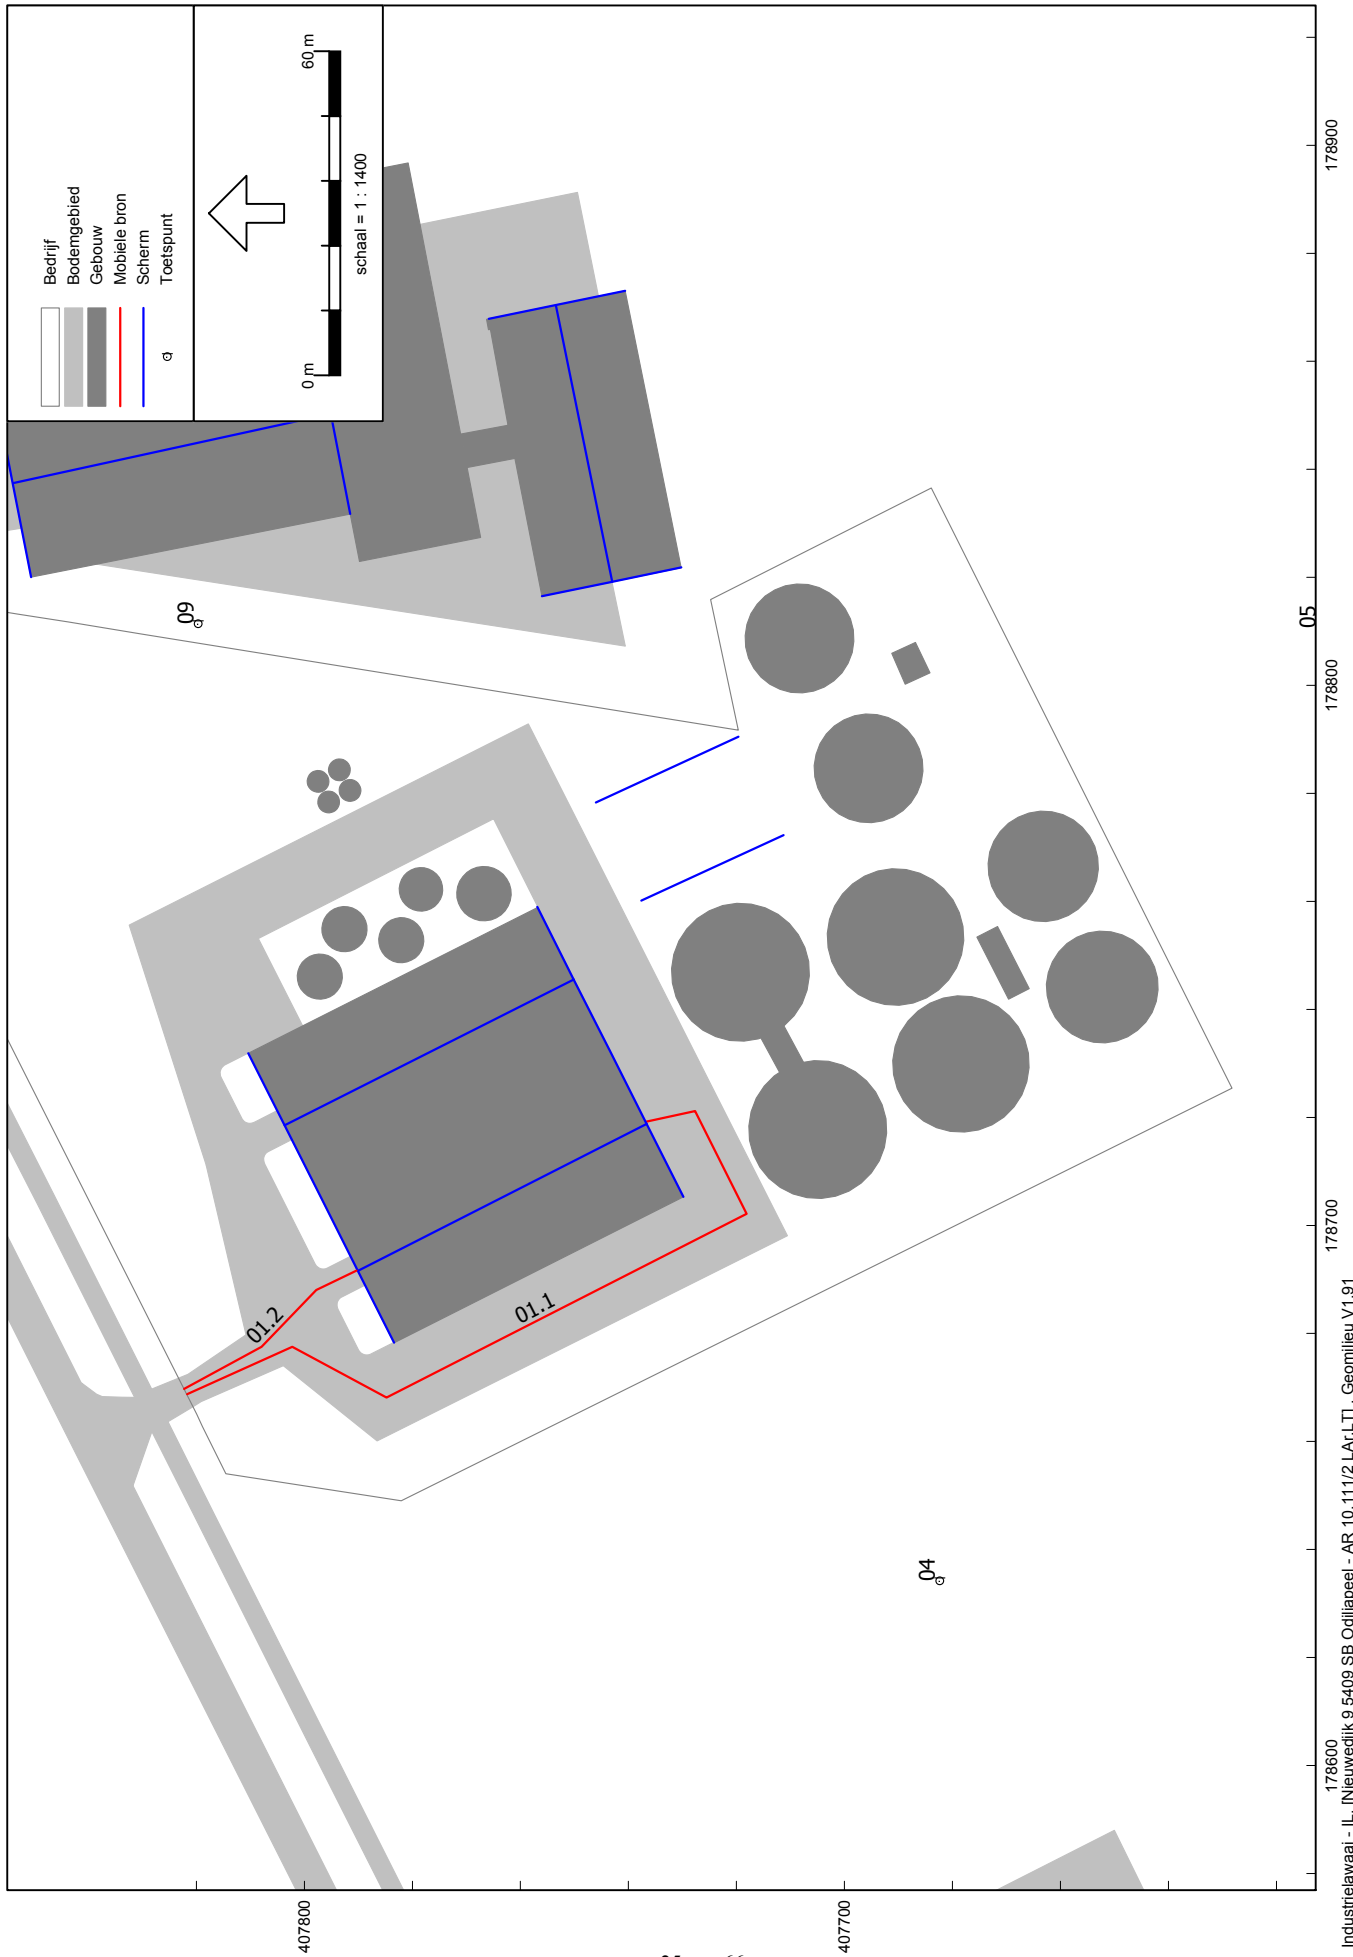 Bedrijf
Bodemgebied
Gebouw
Mobiele bron
Scherm
Toetspunt
0 m
60 m
schaal = 1 : 1400
09
05
04
01.1
01.2
178900
178800
178700
178600
407800
407700
Industrielawaai - IL, [Nieuwedijk 9 5409 SB Odiliapeel - AR 10.111/2 LAr,LT] , Geomilieu V1.91